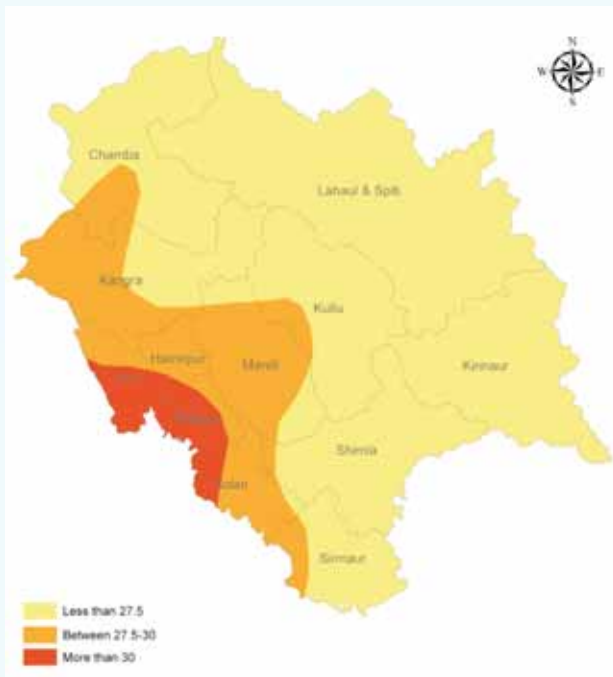 N
W E
S
Chamba
Lahaul & Spiti
Kangra
Kullu
Hamirpur
Mandi
Kinnaur
Shimla
Solan
Sirmaur
Less than 27.5
Between 27.5-30
More than 30